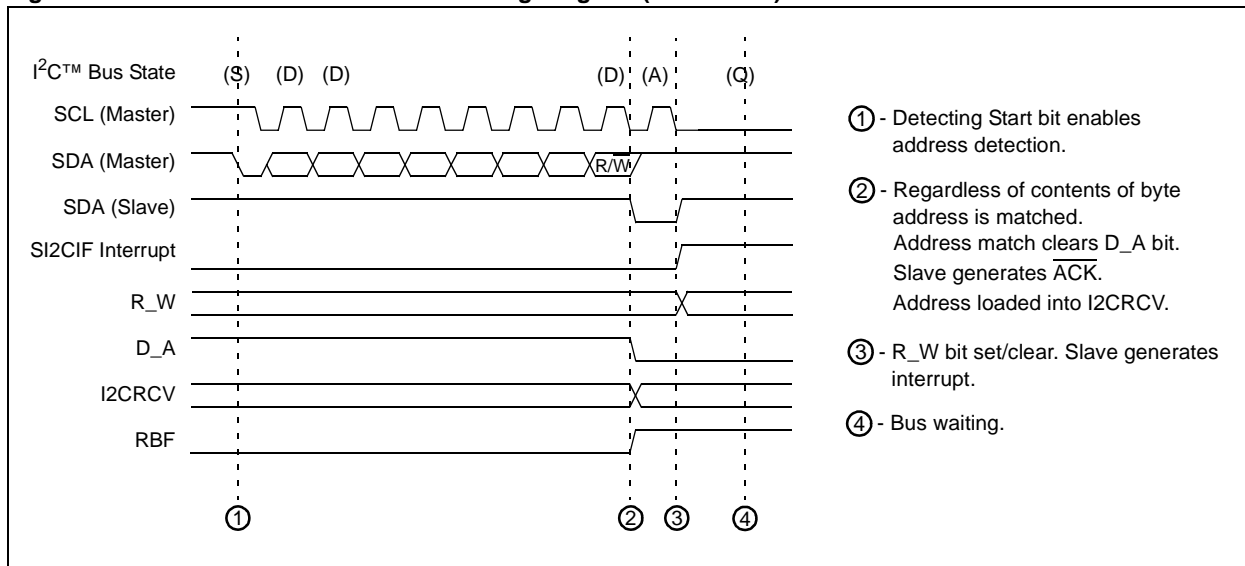 I²C™ Bus State (S) (D) (D) (D) (A) (Q)
SCL (Master)
SDA (Master) R/W̅
SDA (Slave)
SI2CIF Interrupt
R_W
D_A
I2CRCV
RBF
1 2 3 4
① - Detecting Start bit enables
address detection.
② - Regardless of contents of byte
address is matched.
Address match clears D_A bit.
Slave generates A̅C̅K̅.
Address loaded into I2CRCV.
③ - R_W bit set/clear. Slave generates
interrupt.
④ - Bus waiting.